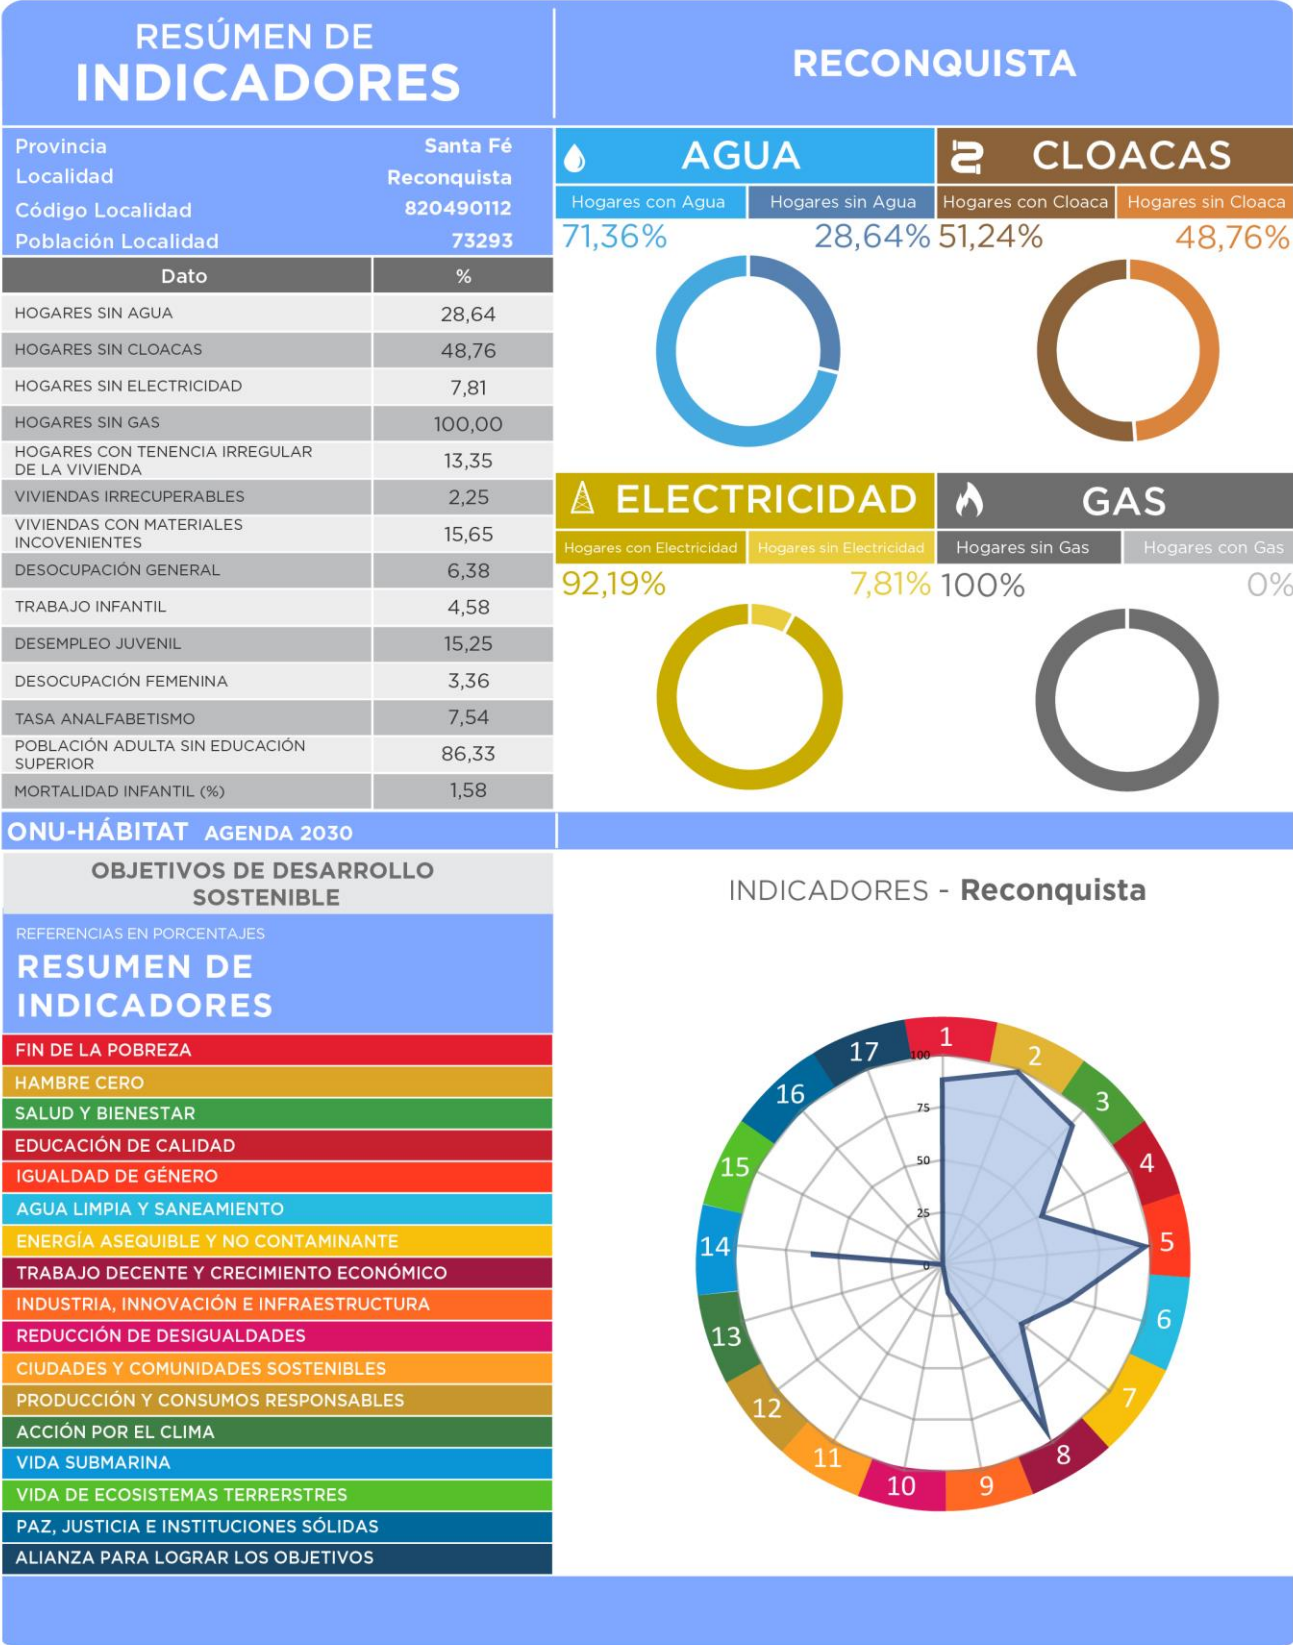 RESÚMEN DE
INDICADORES
RECONQUISTA
Provincia Santa Fé
Localidad Reconquista
Código Localidad 820490112
Población Localidad 73293
Dato %
HOGARES SIN AGUA 28,64
HOGARES SIN CLOACAS 48,76
HOGARES SIN ELECTRICIDAD 7,81
HOGARES SIN GAS 100,00
HOGARES CON TENENCIA IRREGULAR
DE LA VIVIENDA 13,35
VIVIENDAS IRRECUPERABLES 2,25
VIVIENDAS CON MATERIALES
INCOVENIENTES 15,65
DESOCUPACIÓN GENERAL 6,38
TRABAJO INFANTIL 4,58
DESEMPLEO JUVENIL 15,25
DESOCUPACIÓN FEMENINA 3,36
TASA ANALFABETISMO 7,54
POBLACIÓN ADULTA SIN EDUCACIÓN
SUPERIOR 86,33
MORTALIDAD INFANTIL (%) 1,58
AGUA
Hogares con Agua Hogares sin Agua
71,36% 28,64%
CLOACAS
Hogares con Cloaca Hogares sin Cloaca
51,24% 48,76%
ELECTRICIDAD
Hogares con Electricidad Hogares sin Electricidad
92,19% 7,81%
GAS
Hogares sin Gas Hogares con Gas
100% 0%
ONU-HÁBITAT AGENDA 2030
OBJETIVOS DE DESARROLLO
SOSTENIBLE
REFERENCIAS EN PORCENTAJES
RESUMEN DE
INDICADORES
FIN DE LA POBREZA
HAMBRE CERO
SALUD Y BIENESTAR
EDUCACIÓN DE CALIDAD
IGUALDAD DE GÉNERO
AGUA LIMPIA Y SANEAMIENTO
ENERGÍA ASEQUIBLE Y NO CONTAMINANTE
TRABAJO DECENTE Y CRECIMIENTO ECONÓMICO
INDUSTRIA, INNOVACIÓN E INFRAESTRUCTURA
REDUCCIÓN DE DESIGUALDADES
CIUDADES Y COMUNIDADES SOSTENIBLES
PRODUCCIÓN Y CONSUMOS RESPONSABLES
ACCIÓN POR EL CLIMA
VIDA SUBMARINA
VIDA DE ECOSISTEMAS TERRERSTRES
PAZ, JUSTICIA E INSTITUCIONES SÓLIDAS
ALIANZA PARA LOGRAR LOS OBJETIVOS
INDICADORES - Reconquista
1
2
3
4
5
6
7
8
9
10
11
12
13
14
15
16
17
100
75
50
25
0